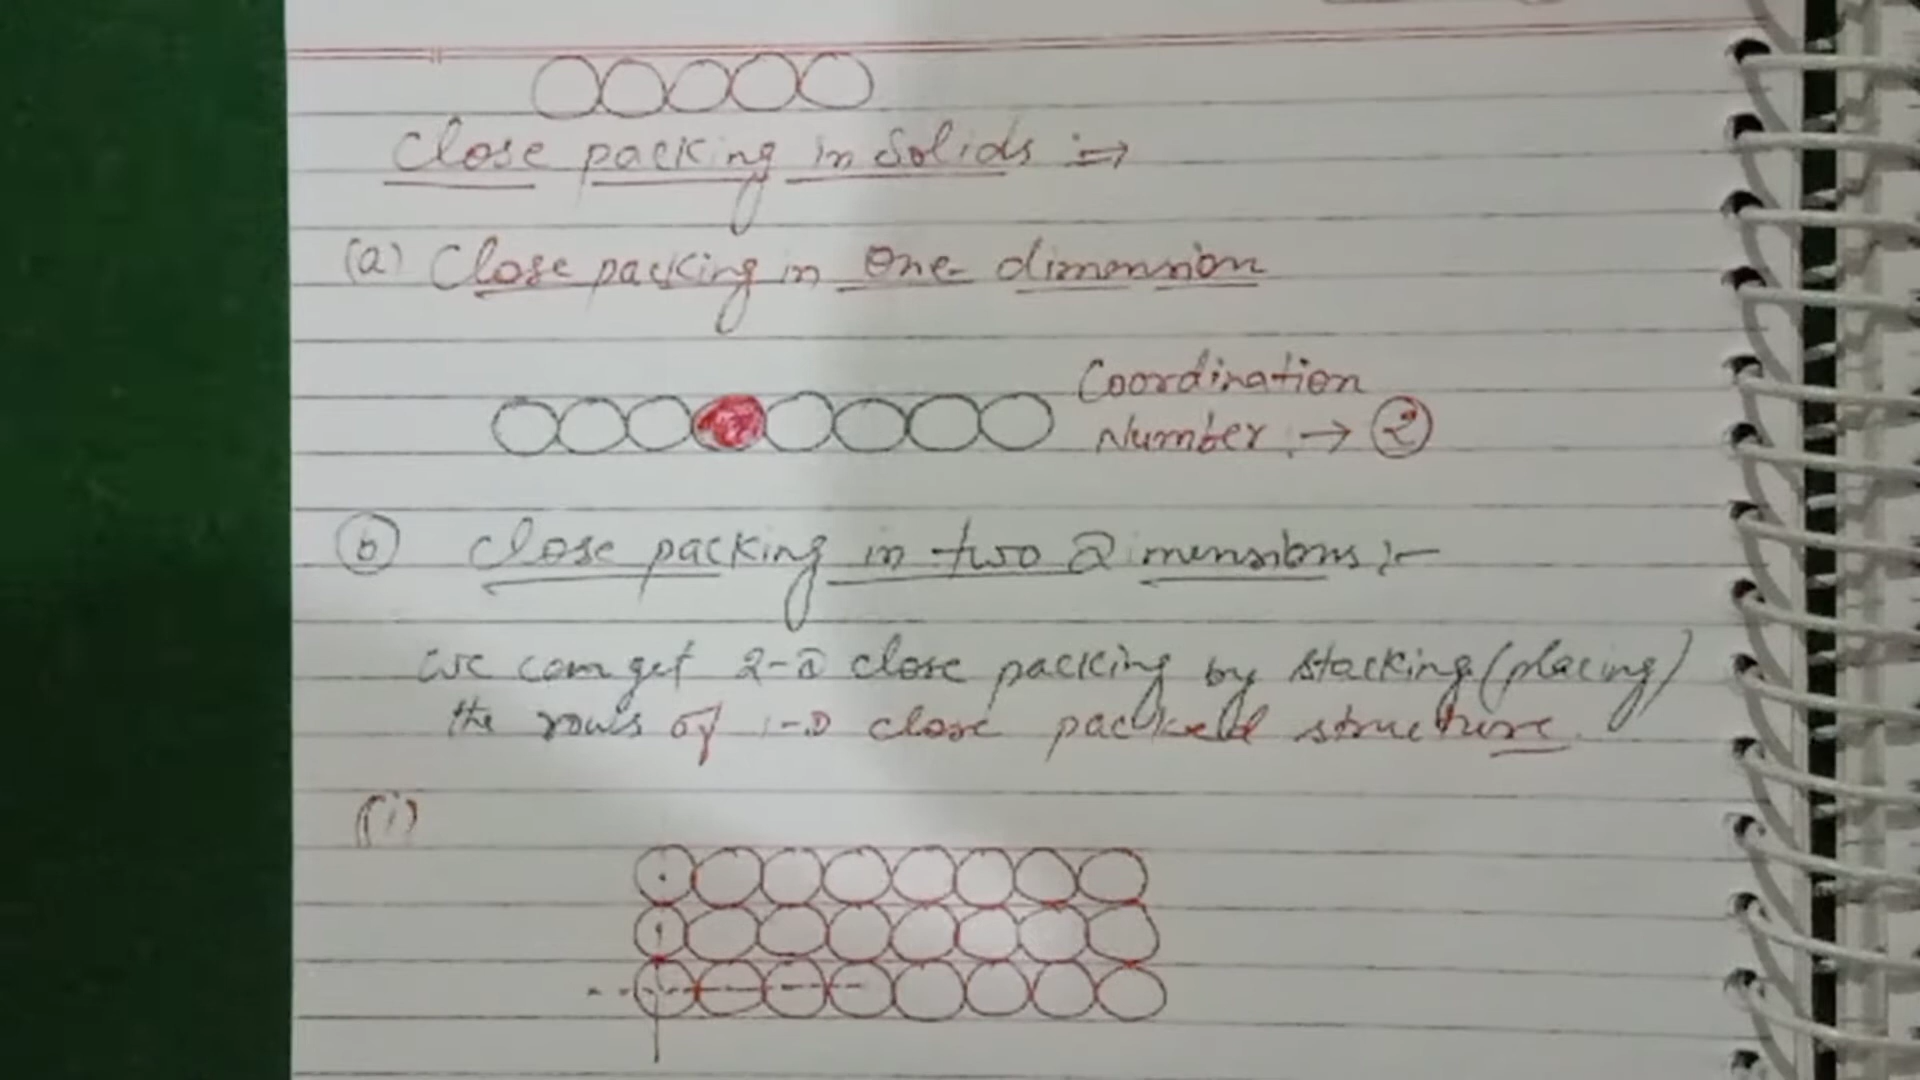 Close packing in Solids :⇒
(a) Close packing in One dimension
Coordination
Number → 2
(b) close packing in two Dimensions :-
we can get 2-D close packing by stacking (placing)
the rows of 1-D close packed structure.
(i)